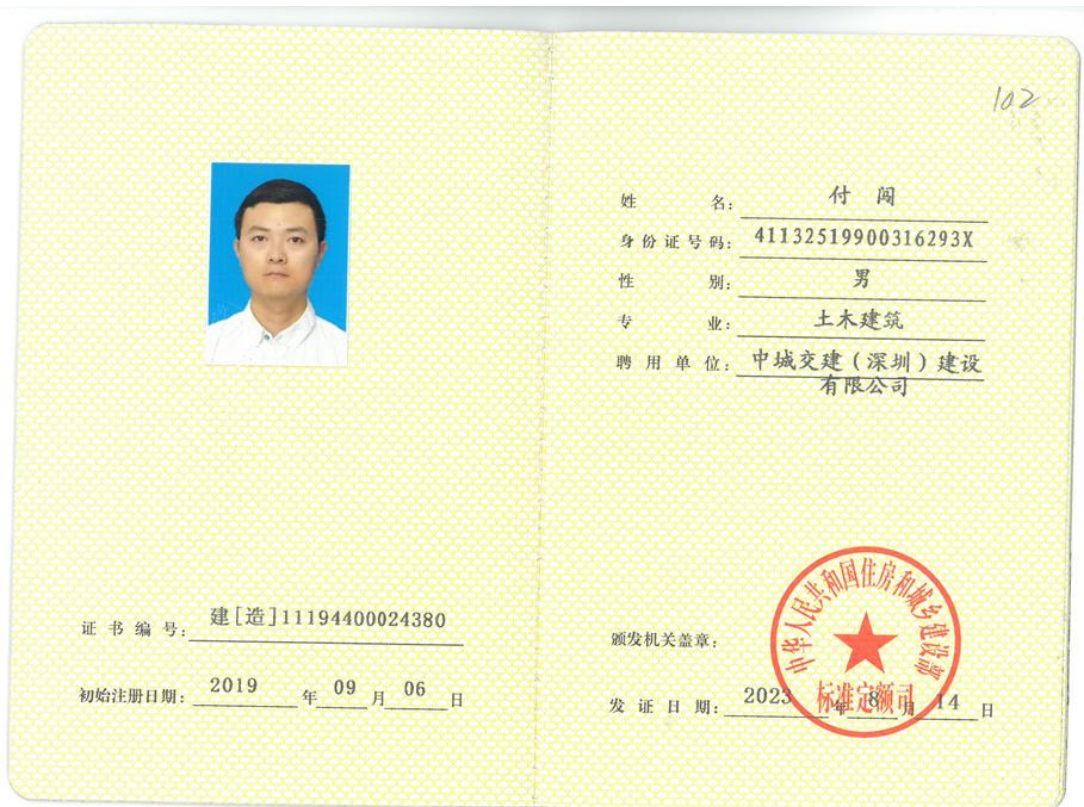 证书编号: 建[造]11194400024380
初始注册日期: 2019 年 09 月 06 日
102
姓名: 付闯
身份证号码: 41132519900316293X
性别: 男
专业: 土木建筑
聘用单位: 中城交建(深圳)建设
有限公司
中华人民共和国住房和城乡建设部
标准定额司
颁发机关盖章:
发证日期: 2023 年 8 月 14 日